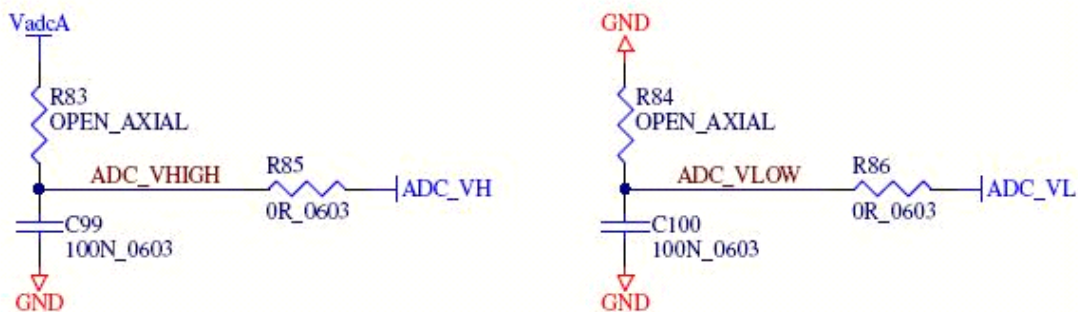 VadcA
R83
OPEN_AXIAL
ADC_VHIGH
R85
0R_0603
ADC_VH
C99
100N_0603
GND
GND
R84
OPEN_AXIAL
ADC_VLOW
R86
0R_0603
ADC_VL
C100
100N_0603
GND